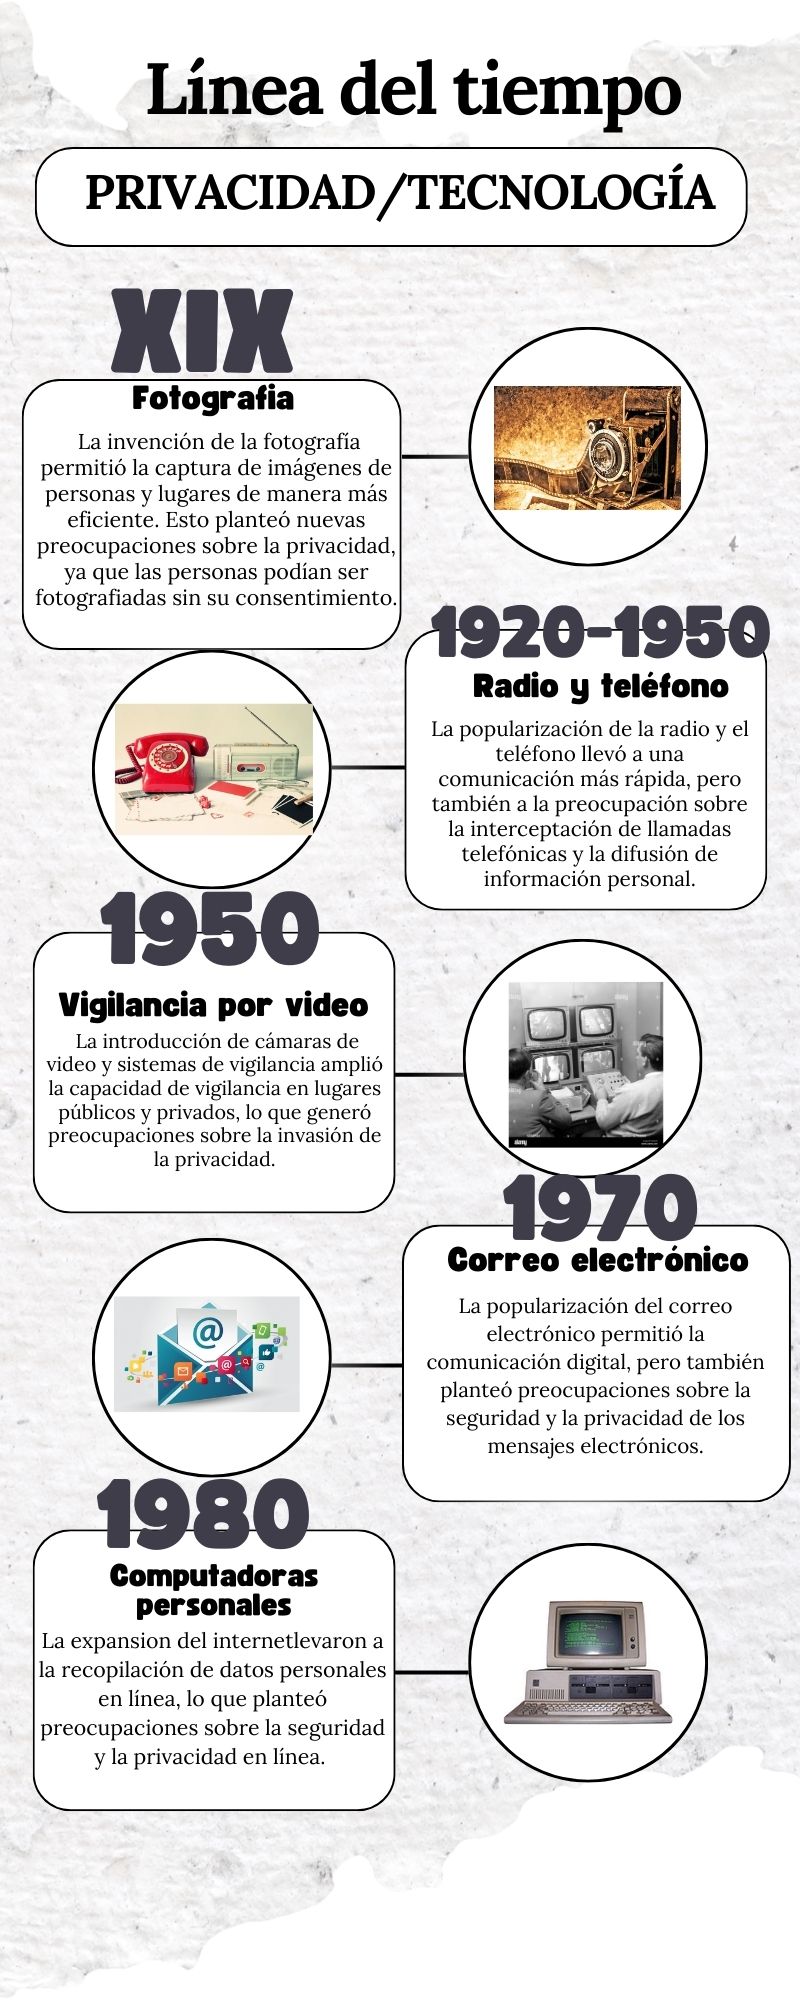 Línea del tiempo
PRIVACIDAD/TECNOLOGÍA
XIX
Fotografia
La invención de la fotografía
permitió la captura de imágenes de
personas y lugares de manera más
eficiente. Esto planteó nuevas
preocupaciones sobre la privacidad,
ya que las personas podían ser
fotografiadas sin su consentimiento.
1920-1950
Radio y teléfono
La popularización de la radio y el
teléfono llevó a una
comunicación más rápida, pero
también a la preocupación sobre
la interceptación de llamadas
telefónicas y la difusión de
información personal.
1950
Vigilancia por video
La introducción de cámaras de
video y sistemas de vigilancia amplió
la capacidad de vigilancia en lugares
públicos y privados, lo que generó
preocupaciones sobre la invasión de
la privacidad.
alamy
1970
Correo electrónico
La popularización del correo
electrónico permitió la
comunicación digital, pero también
planteó preocupaciones sobre la
seguridad y la privacidad de los
mensajes electrónicos.
@
@
@
1980
Computadoras
personales
La expansion del internetlevaron a
la recopilación de datos personales
en línea, lo que planteó
preocupaciones sobre la seguridad
y la privacidad en línea.